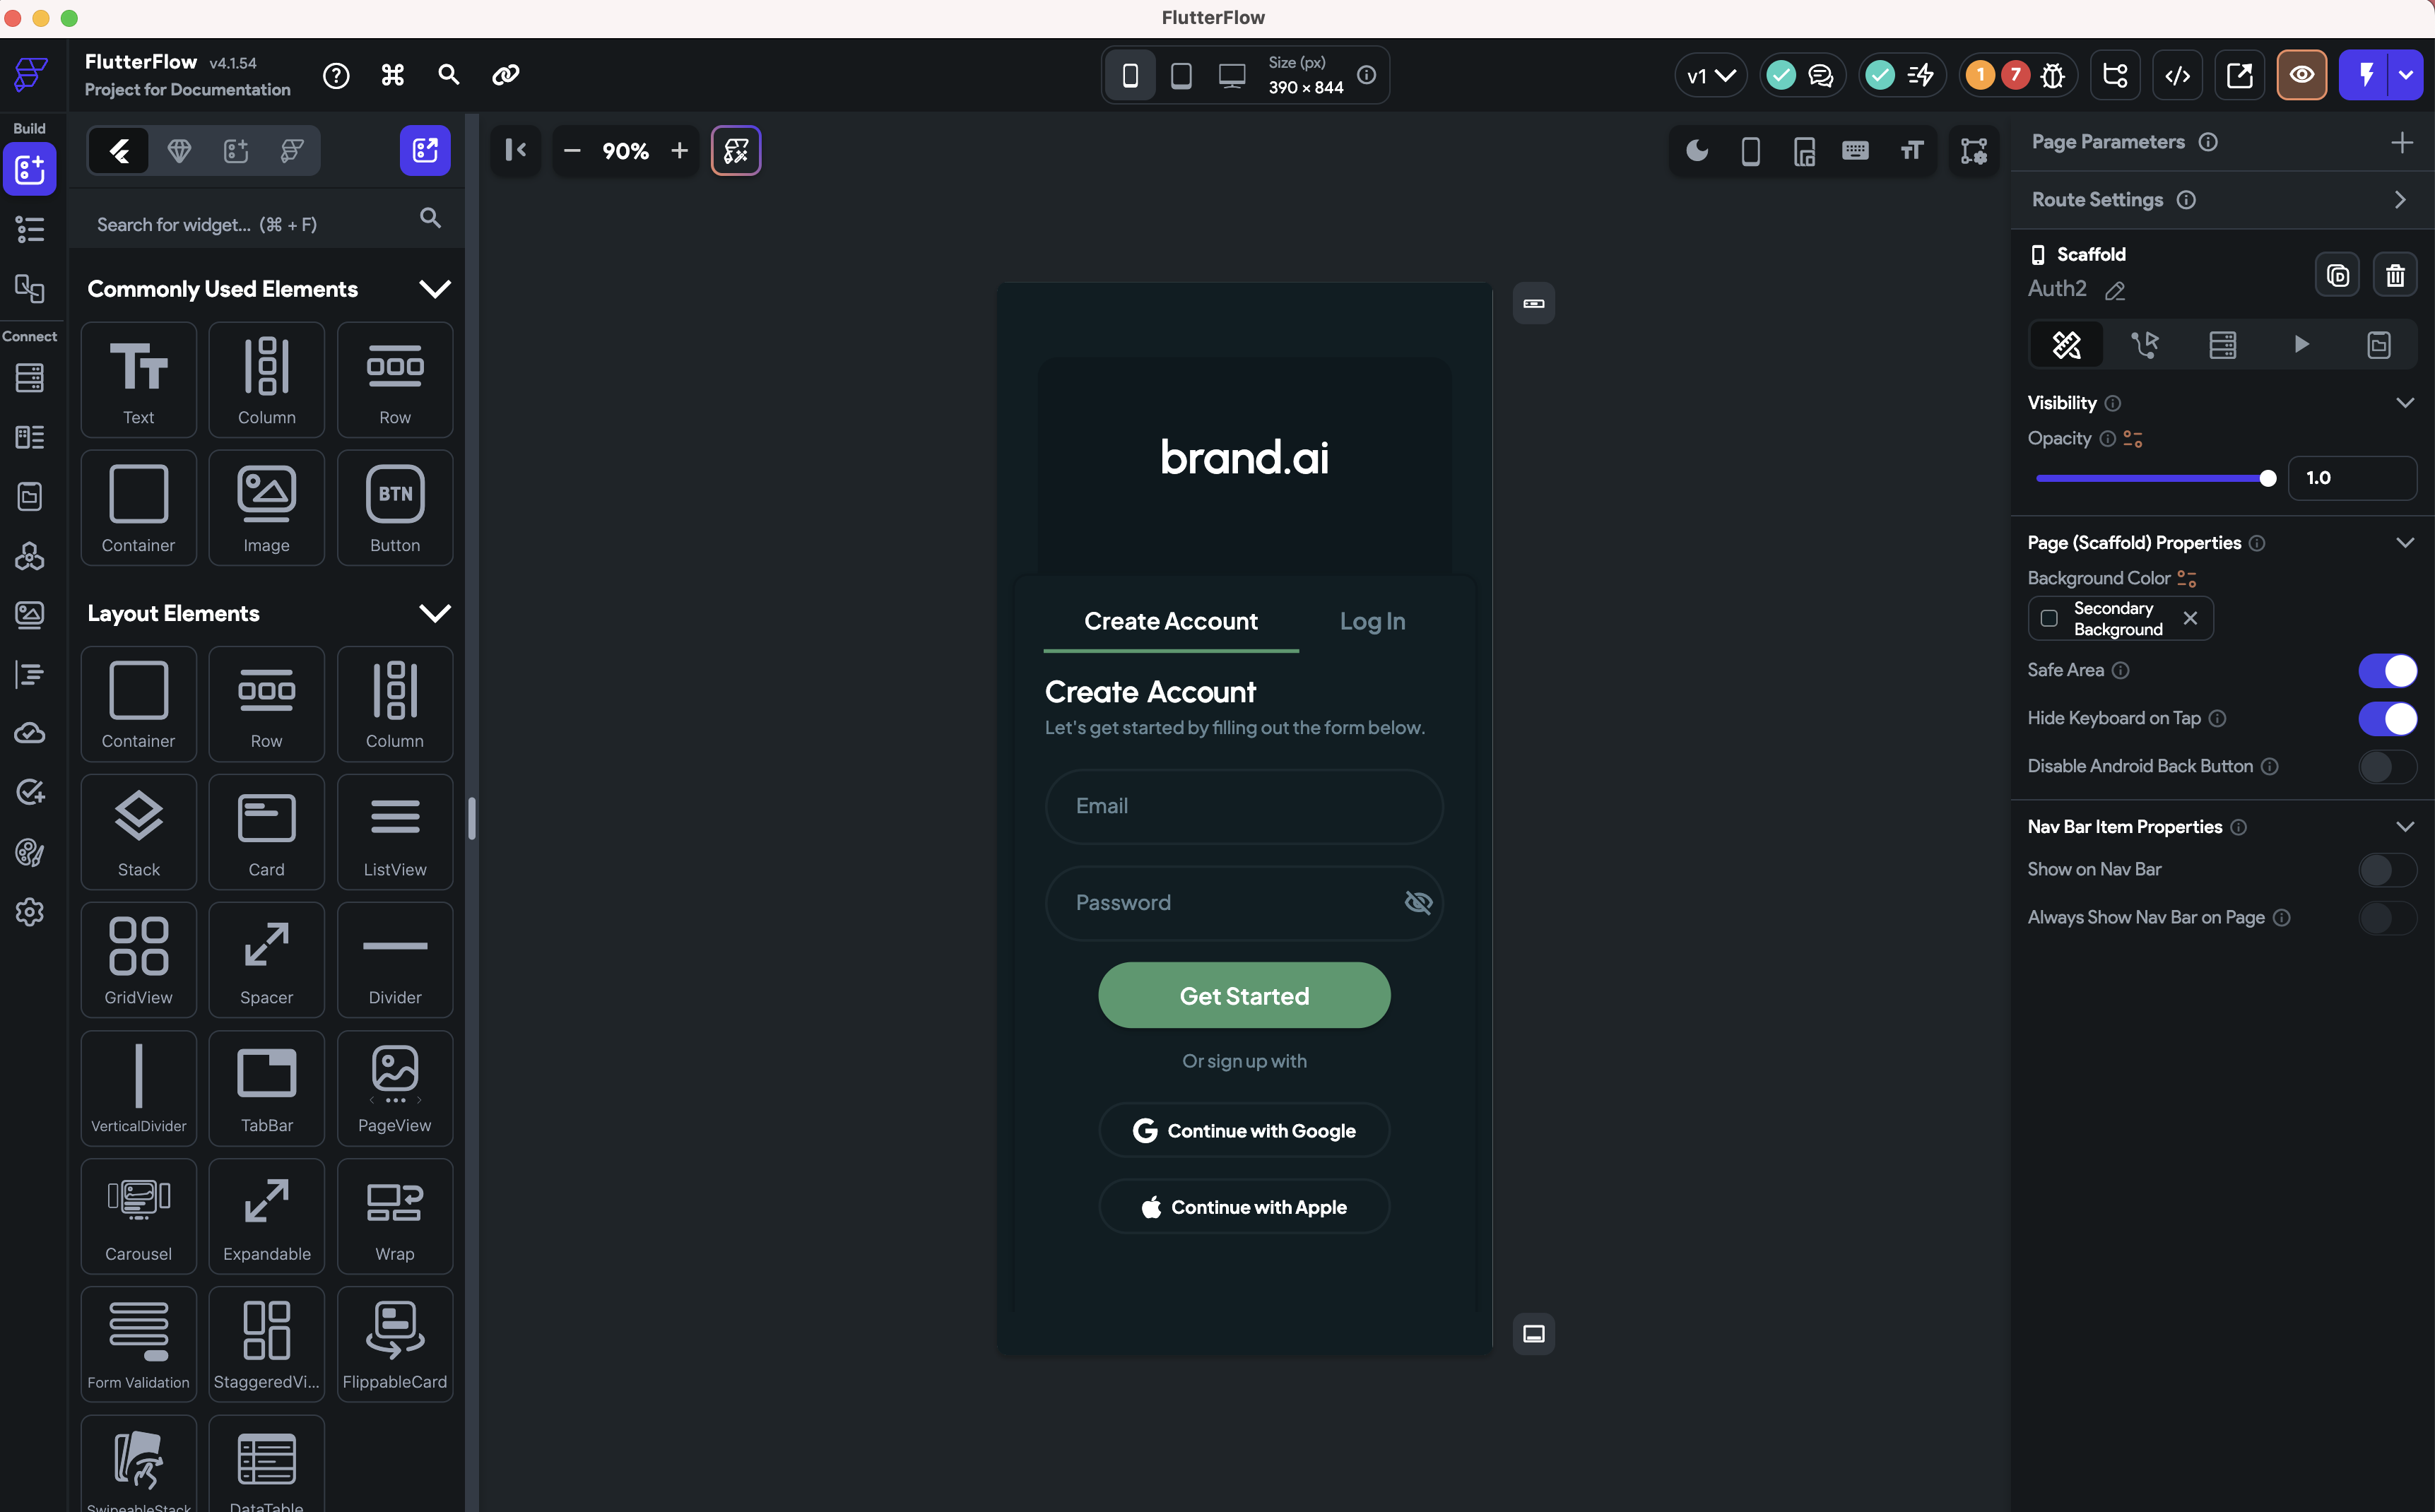 FlutterFlow
FlutterFlow v4.1.54
Project for Documentation
Size (px)
390 × 844
v1
1 7
Build
Connect
90%
Search for widget... (⌘ + F)
Commonly Used Elements
Text Column Row
Container Image Button
BTN
Layout Elements
Container Row Column
Stack Card ListView
GridView Spacer Divider
VerticalDivider TabBar PageView
Carousel Expandable Wrap
Form Validation StaggeredVi... FlippableCard
SwipeableStack DataTable
brand.ai
Create Account Log In
Create Account
Let's get started by filling out the form below.
Email
Password
Get Started
Or sign up with
Continue with Google
Continue with Apple
Page Parameters
Route Settings
Scaffold
Auth2
Visibility
Opacity
1.0
Page (Scaffold) Properties
Background Color
Secondary
Background
Safe Area
Hide Keyboard on Tap
Disable Android Back Button
Nav Bar Item Properties
Show on Nav Bar
Always Show Nav Bar on Page